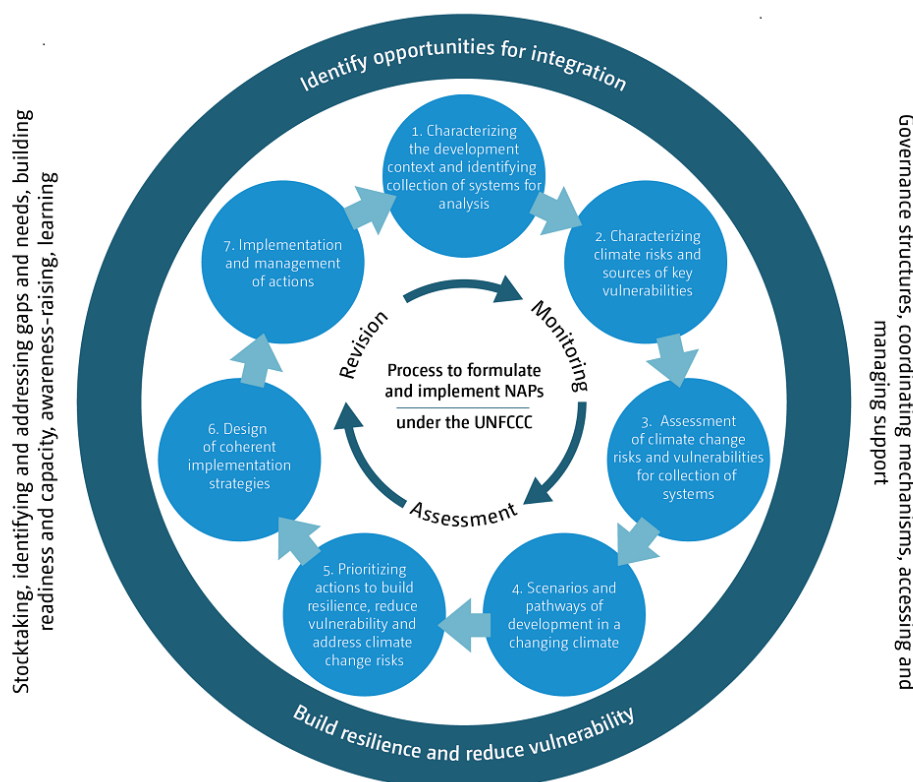 Identify opportunities for integration
1. Characterizing
the development
context and identifying
collection of systems for
analysis
2. Characterizing
climate risks and
sources of key
vulnerabilities
3. Assessment
of climate change
risks and vulnerabilities
for collection of
systems
4. Scenarios and
pathways of
development in a
changing climate
5. Prioritizing
actions to build
resilience, reduce
vulnerability and
address climate
change risks
6. Design of
coherent
implementation
strategies
7. Implementation
and management
of actions
Revision
Monitoring
Assessment
Process to formulate
and implement NAPs
under the UNFCCC
Build resilience and reduce vulnerability
Stocktaking, identifying and addressing gaps and needs, building
readiness and capacity, awareness-raising, learning
Governance structures, coordinating mechanisms, accessing and
managing support